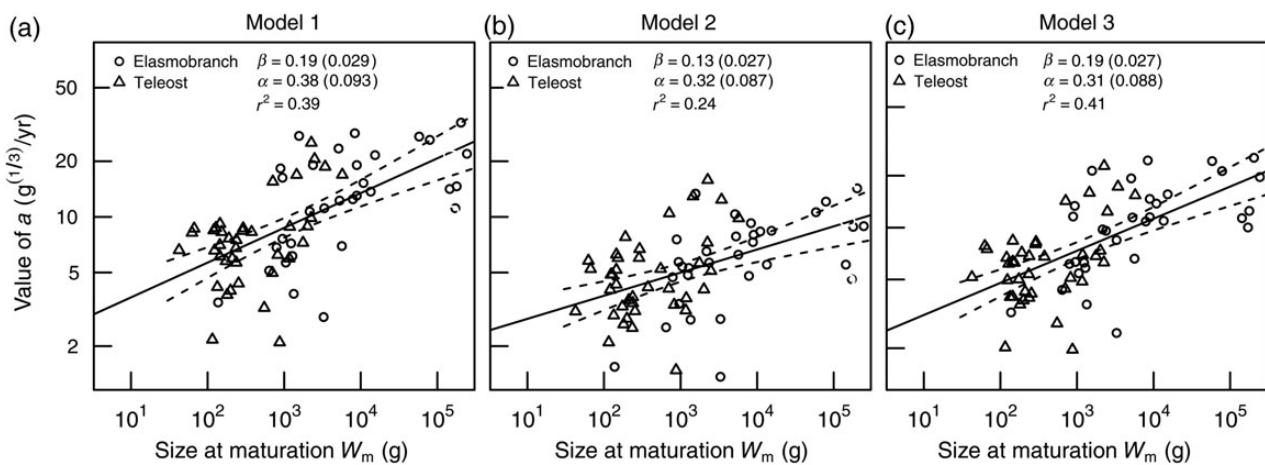 (a) Model 1
Elasmobranch β = 0.19 (0.029)
Teleost α = 0.38 (0.093)
r² = 0.39
50
20
10
5
2
Value of a (g^(1/3)/yr)
10¹ 10² 10³ 10⁴ 10⁵
Size at maturation Wₘ (g)
(b) Model 2
Elasmobranch β = 0.13 (0.027)
Teleost α = 0.32 (0.087)
r² = 0.24
10¹ 10² 10³ 10⁴ 10⁵
Size at maturation Wₘ (g)
(c) Model 3
Elasmobranch β = 0.19 (0.027)
Teleost α = 0.31 (0.088)
r² = 0.41
10¹ 10² 10³ 10⁴ 10⁵
Size at maturation Wₘ (g)